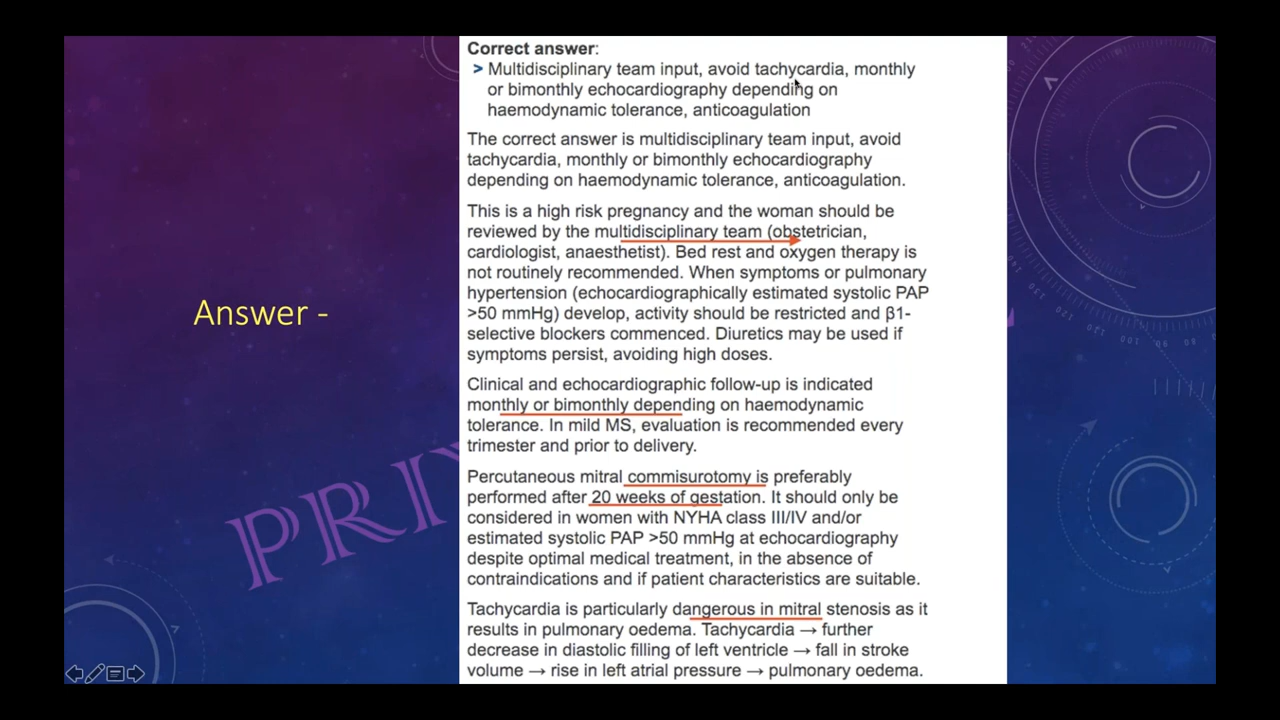 Answer -
Correct answer:
> Multidisciplinary team input, avoid tachycardia, monthly
or bimonthly echocardiography depending on
haemodynamic tolerance, anticoagulation
The correct answer is multidisciplinary team input, avoid
tachycardia, monthly or bimonthly echocardiography
depending on haemodynamic tolerance, anticoagulation.
This is a high risk pregnancy and the woman should be
reviewed by the multidisciplinary team (obstetrician,
cardiologist, anaesthetist). Bed rest and oxygen therapy is
not routinely recommended. When symptoms or pulmonary
hypertension (echocardiographically estimated systolic PAP
>50 mmHg) develop, activity should be restricted and β1-
selective blockers commenced. Diuretics may be used if
symptoms persist, avoiding high doses.
Clinical and echocardiographic follow-up is indicated
monthly or bimonthly depending on haemodynamic
tolerance. In mild MS, evaluation is recommended every
trimester and prior to delivery.
Percutaneous mitral commisurotomy is preferably
performed after 20 weeks of gestation. It should only be
considered in women with NYHA class III/IV and/or
estimated systolic PAP >50 mmHg at echocardiography
despite optimal medical treatment, in the absence of
contraindications and if patient characteristics are suitable.
Tachycardia is particularly dangerous in mitral stenosis as it
results in pulmonary oedema. Tachycardia → further
decrease in diastolic filling of left ventricle → fall in stroke
volume → rise in left atrial pressure → pulmonary oedema.